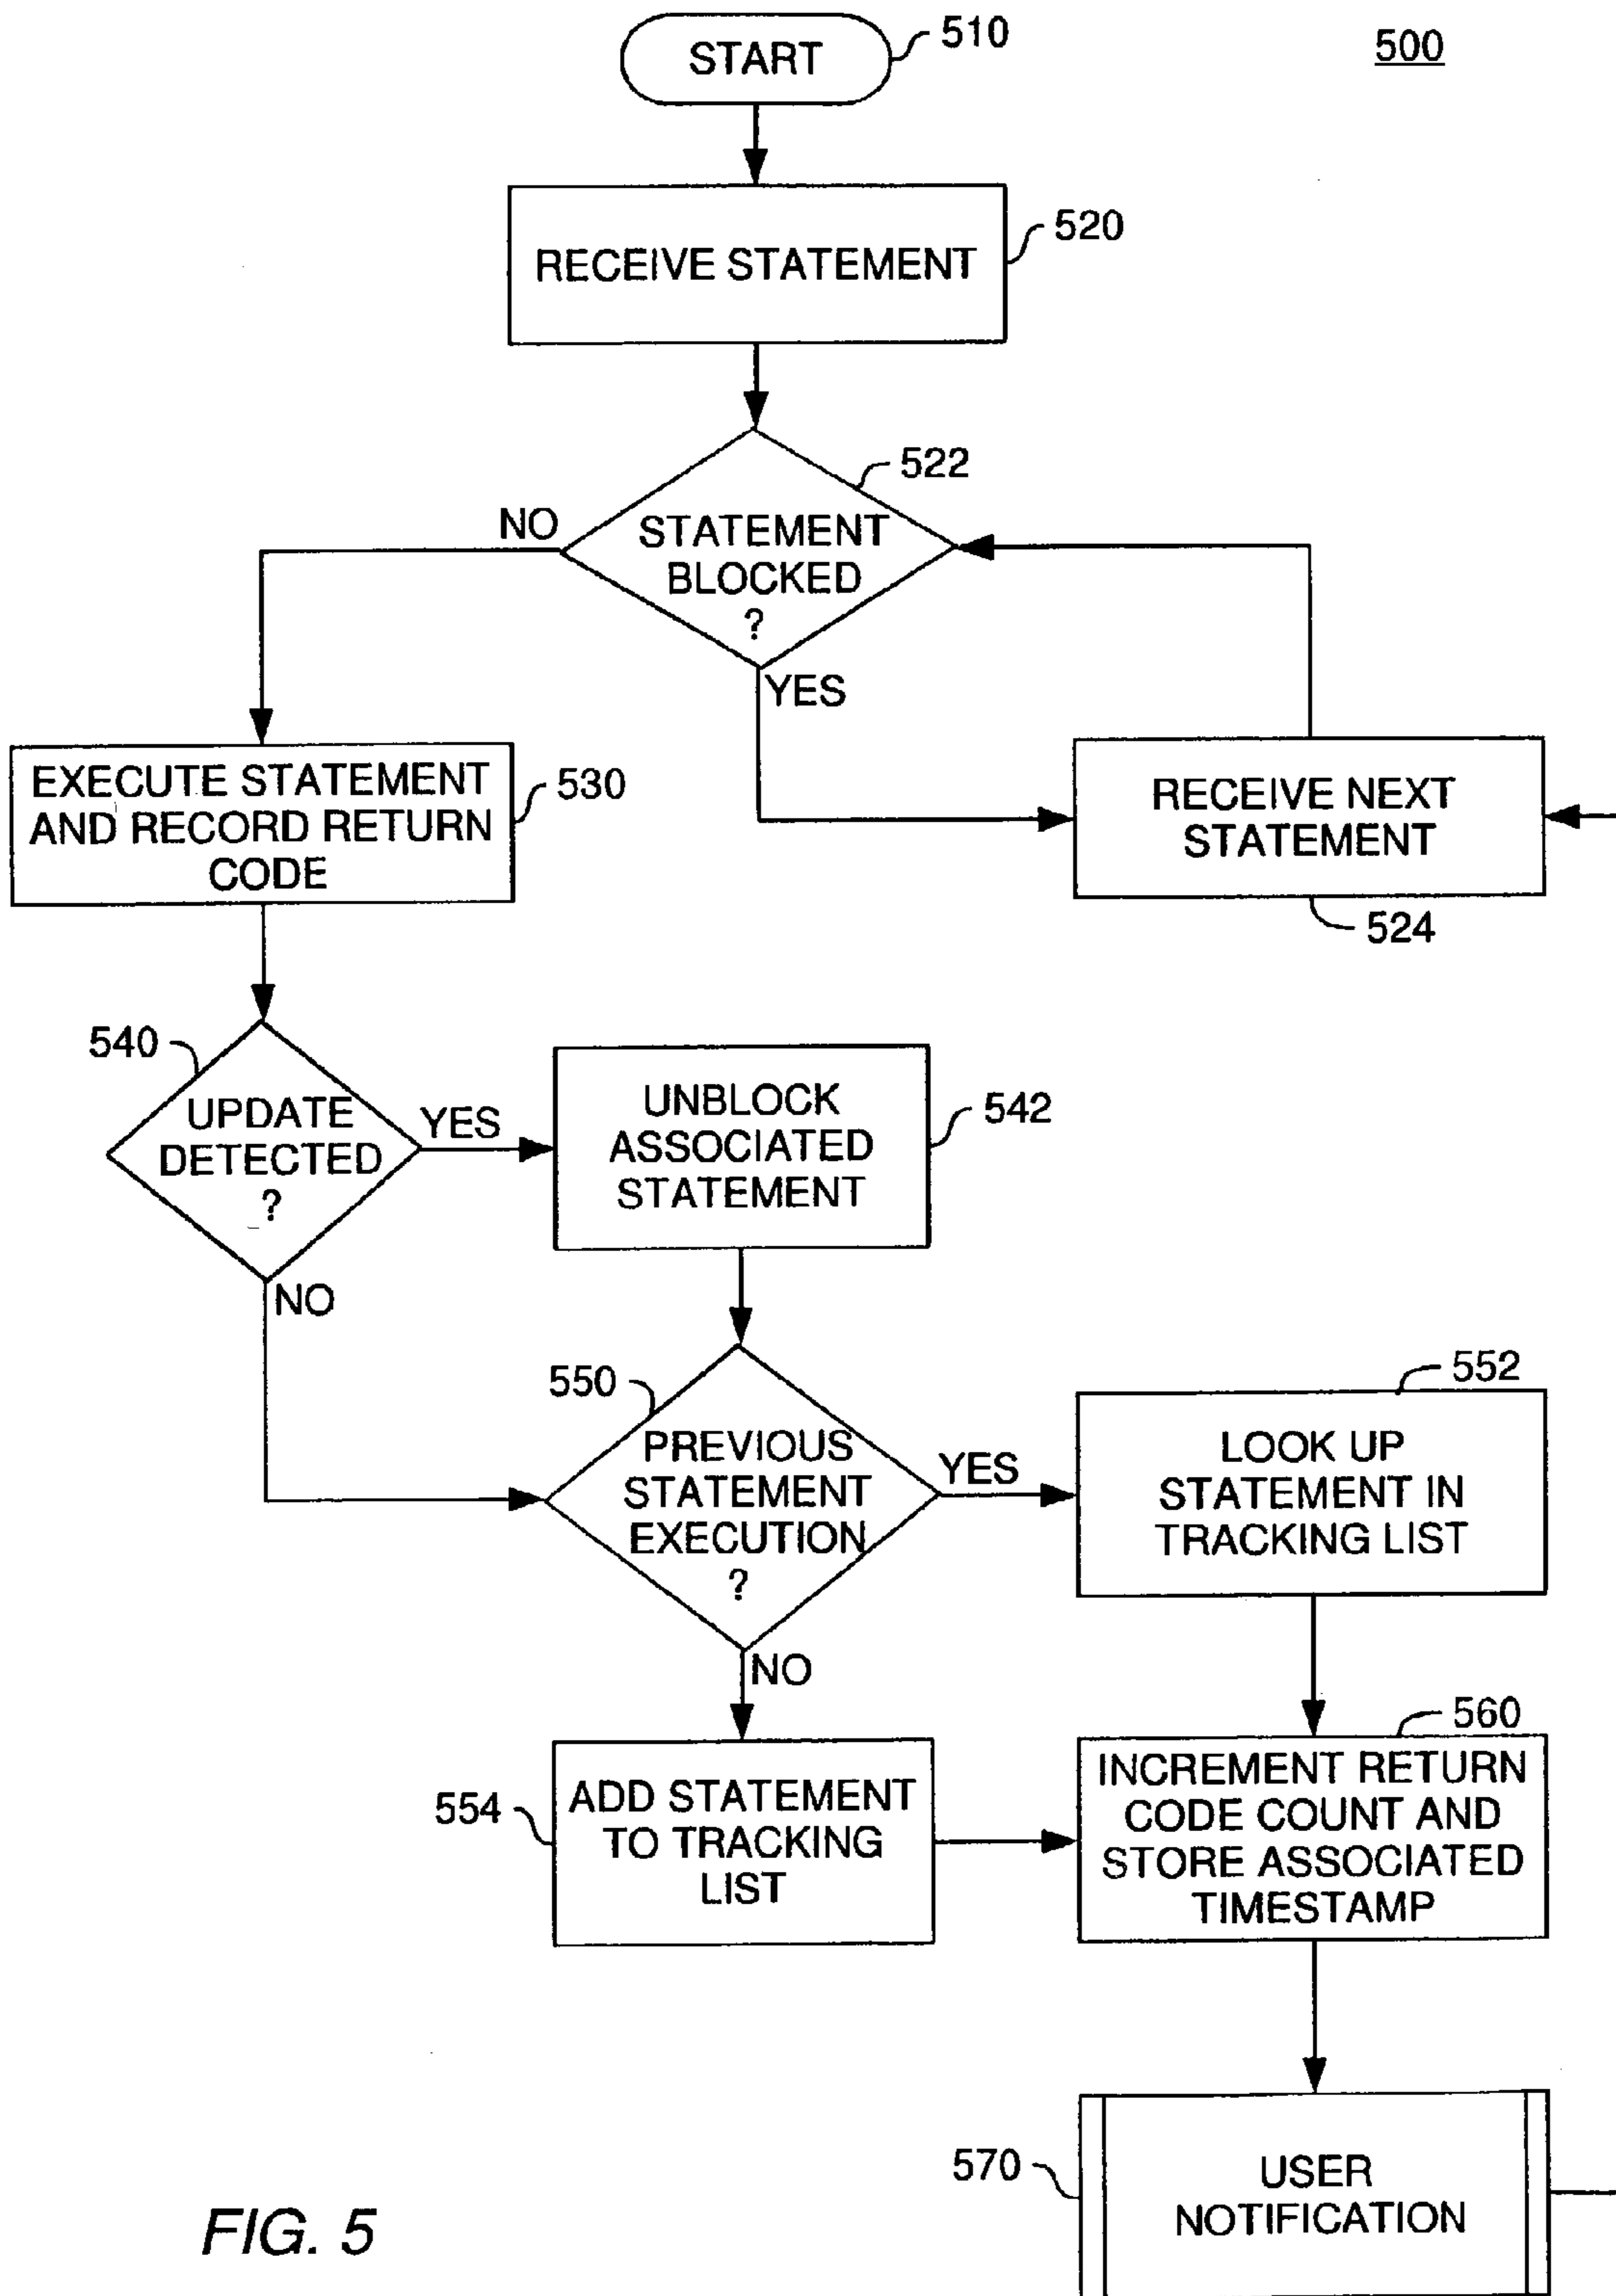 START
510
500
RECEIVE STATEMENT
520
522
NO
STATEMENT
BLOCKED
?
YES
EXECUTE STATEMENT
AND RECORD RETURN
CODE
530
RECEIVE NEXT
STATEMENT
524
540
UPDATE
DETECTED
?
YES
UNBLOCK
ASSOCIATED
STATEMENT
542
NO
550
PREVIOUS
STATEMENT
EXECUTION
?
YES
552
LOOK UP
STATEMENT IN
TRACKING LIST
NO
554
ADD STATEMENT
TO TRACKING
LIST
560
INCREMENT RETURN
CODE COUNT AND
STORE ASSOCIATED
TIMESTAMP
570
USER
NOTIFICATION
FIG. 5